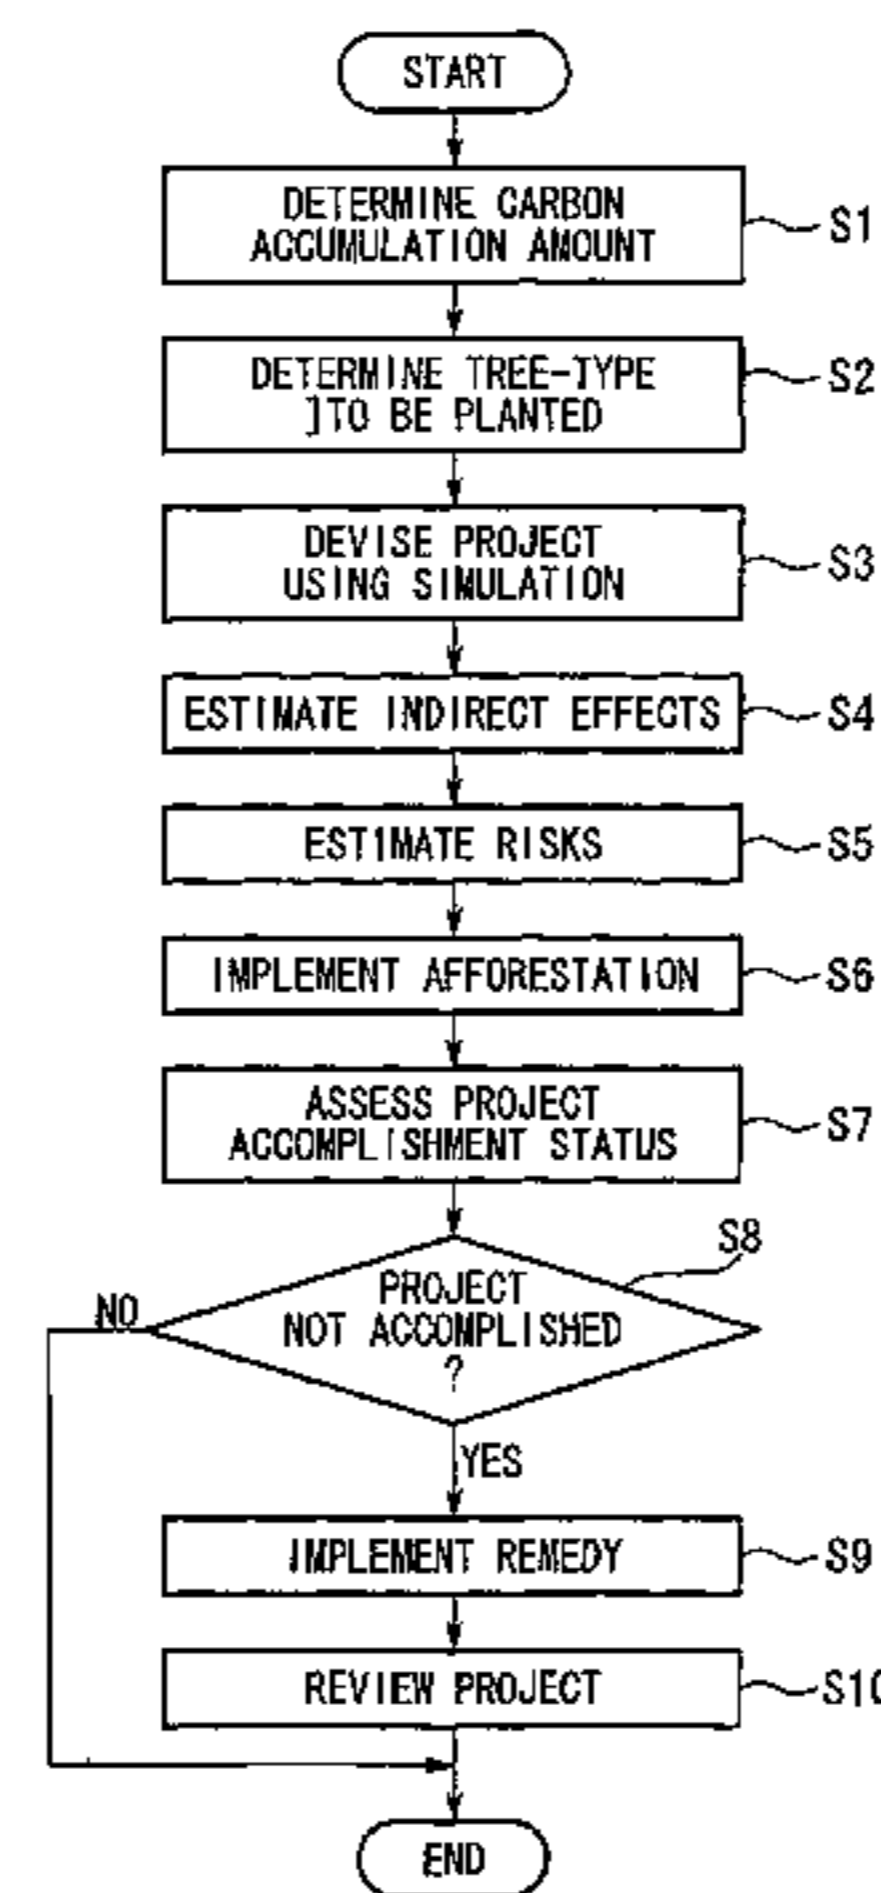 START
DETERMINE CARBON
ACCUMULATION AMOUNT
S1
DETERMINE TREE-TYPE
]TO BE PLANTED
S2
DEVISE PROJECT
USING SIMULATION
S3
ESTIMATE INDIRECT EFFECTS
S4
ESTIMATE RISKS
S5
IMPLEMENT AFFORESTATION
S6
ASSESS PROJECT
ACCOMPLISHMENT STATUS
S7
S8
PROJECT
NOT ACCOMPLISHED
?
NO
YES
IMPLEMENT REMEDY
S9
REVIEW PROJECT
S10
END